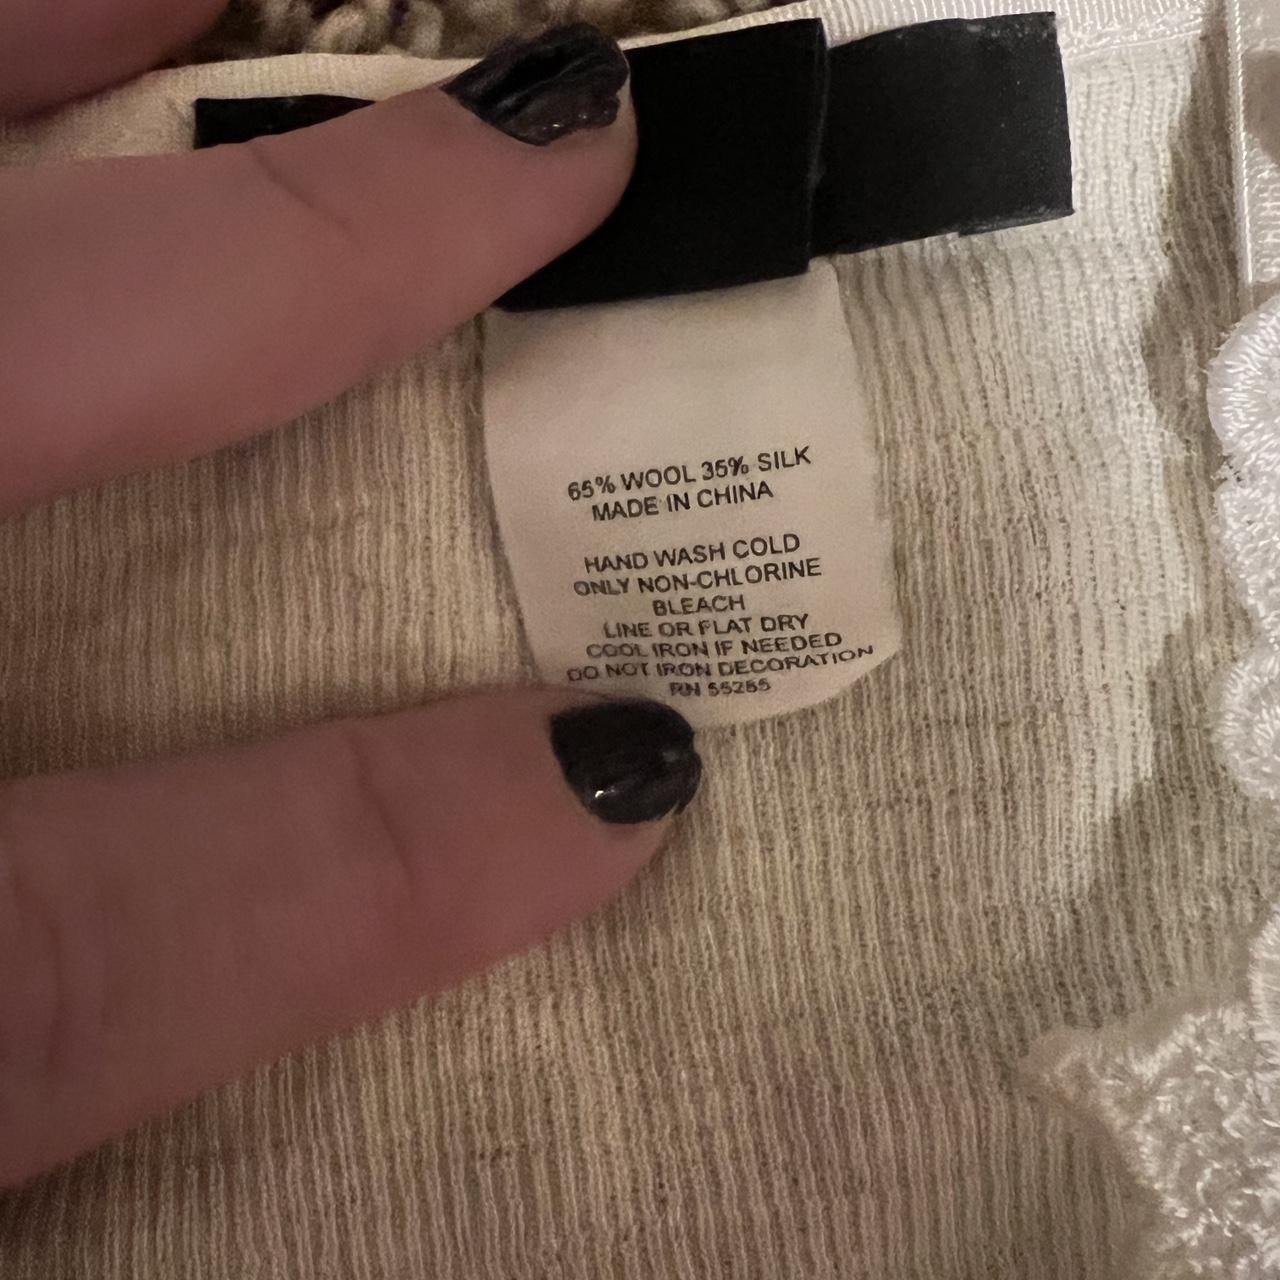 65% WOOL 35% SILK
MADE IN CHINA
HAND WASH COLD
ONLY NON-CHLORINE
BLEACH
LINE OR FLAT DRY
COOL IRON IF NEEDED
DO NOT IRON DECORATION
RN 55285